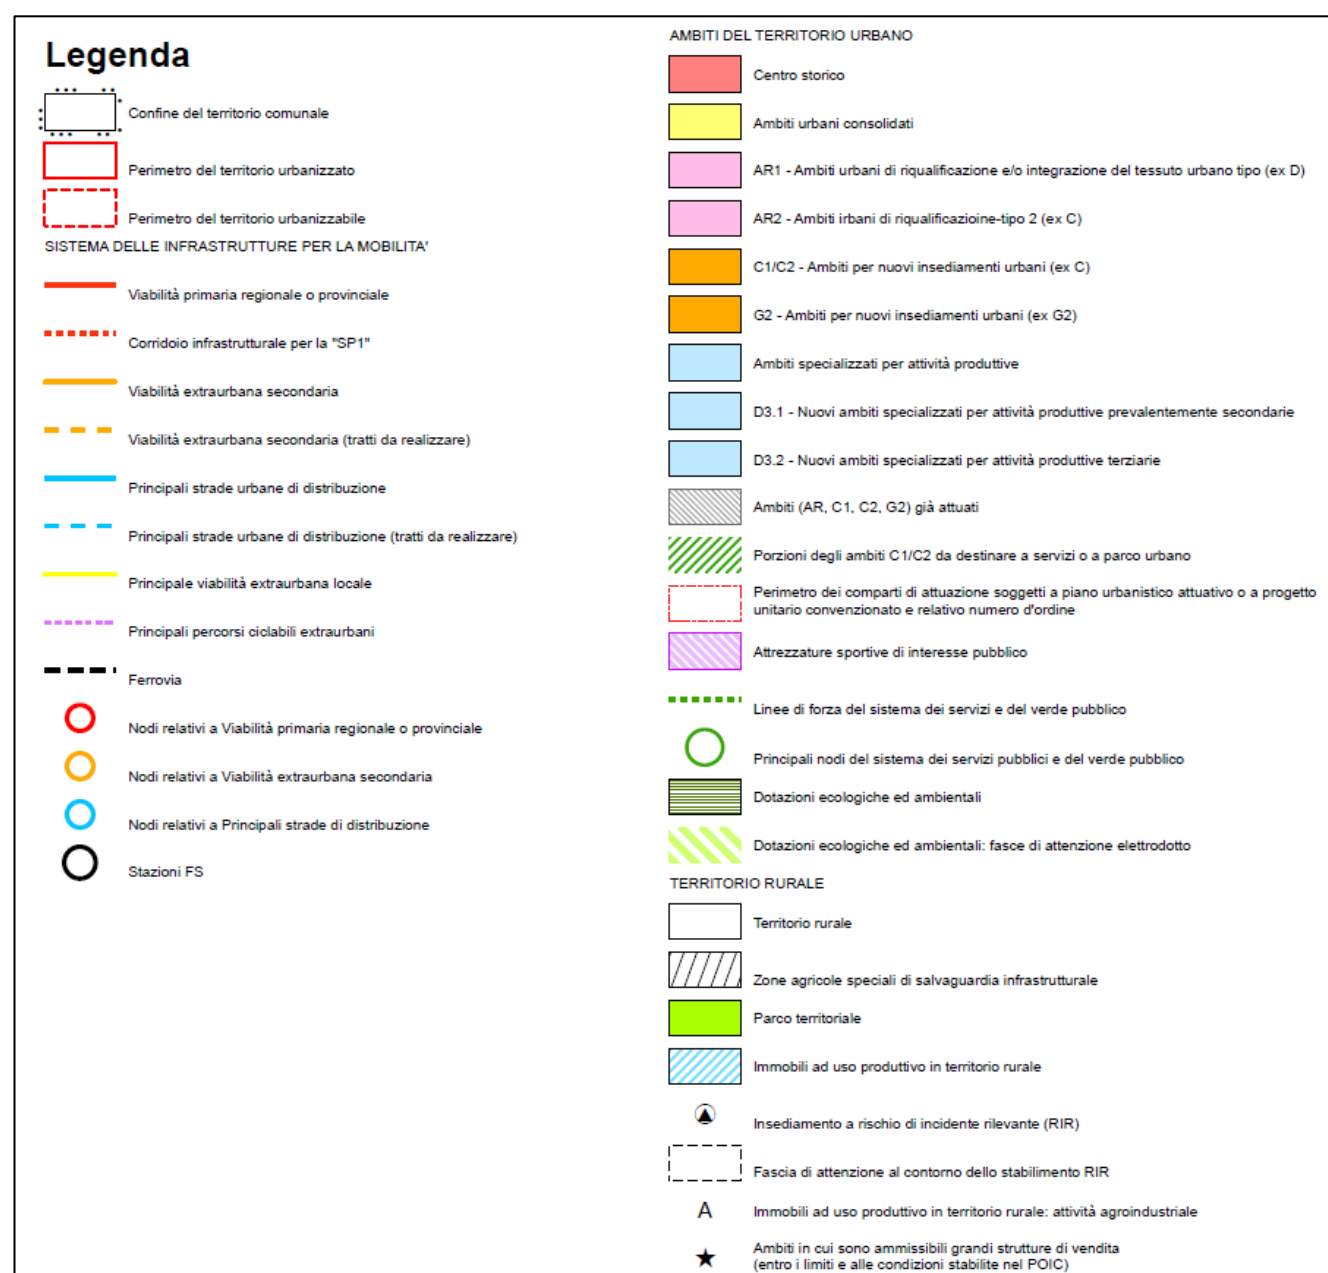 Legenda
Confine del territorio comunale
Perimetro del territorio urbanizzato
Perimetro del territorio urbanizzabile
SISTEMA DELLE INFRASTRUTTURE PER LA MOBILITA'
Viabilità primaria regionale o provinciale
Corridoio infrastrutturale per la "SP1"
Viabilità extraurbana secondaria
Viabilità extraurbana secondaria (tratti da realizzare)
Principali strade urbane di distribuzione
Principali strade urbane di distribuzione (tratti da realizzare)
Principale viabilità extraurbana locale
Principali percorsi ciclabili extraurbani
Ferrovia
Nodi relativi a Viabilità primaria regionale o provinciale
Nodi relativi a Viabilità extraurbana secondaria
Nodi relativi a Principali strade di distribuzione
Stazioni FS
AMBITI DEL TERRITORIO URBANO
Centro storico
Ambiti urbani consolidati
AR1 - Ambiti urbani di riqualificazione e/o integrazione del tessuto urbano tipo (ex D)
AR2 - Ambiti irbani di riqualificazioine-tipo 2 (ex C)
C1/C2 - Ambiti per nuovi insediamenti urbani (ex C)
G2 - Ambiti per nuovi insediamenti urbani (ex G2)
Ambiti specializzati per attività produttive
D3.1 - Nuovi ambiti specializzati per attività produttive prevalentemente secondarie
D3.2 - Nuovi ambiti specializzati per attività produttive terziarie
Ambiti (AR, C1, C2, G2) già attuati
Porzioni degli ambiti C1/C2 da destinare a servizi o a parco urbano
Perimetro dei comparti di attuazione soggetti a piano urbanistico attuativo o a progetto
unitario convenzionato e relativo numero d'ordine
Attrezzature sportive di interesse pubblico
Linee di forza del sistema dei servizi e del verde pubblico
Principali nodi del sistema dei servizi pubblici e del verde pubblico
Dotazioni ecologiche ed ambientali
Dotazioni ecologiche ed ambientali: fasce di attenzione elettrodotto
TERRITORIO RURALE
Territorio rurale
Zone agricole speciali di salvaguardia infrastrutturale
Parco territoriale
Immobili ad uso produttivo in territorio rurale
Insediamento a rischio di incidente rilevante (RIR)
Fascia di attenzione al contorno dello stabilimento RIR
A Immobili ad uso produttivo in territorio rurale: attività agroindustriale
Ambiti in cui sono ammissibili grandi strutture di vendita
(entro i limiti e alle condizioni stabilite nel POIC)